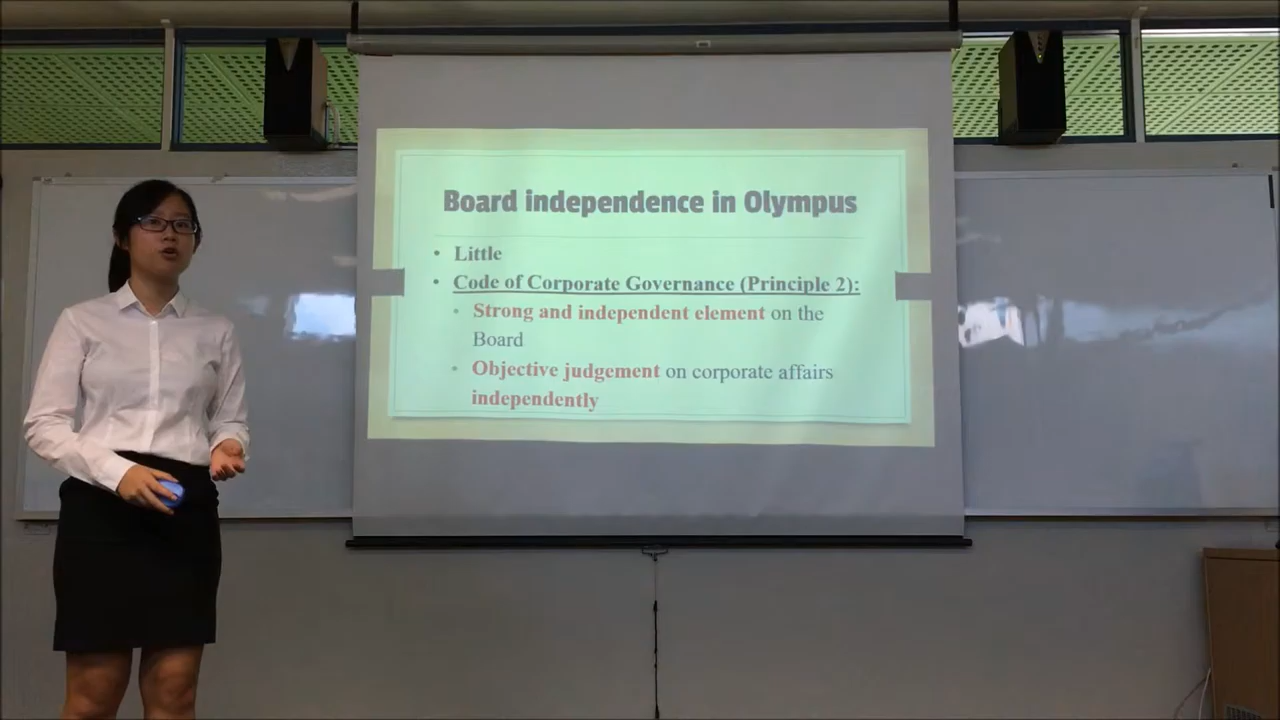 Board independence in Olympus
• Little
• Code of Corporate Governance (Principle 2):
• Strong and independent element on the
Board
• Objective judgement on corporate affairs
independently